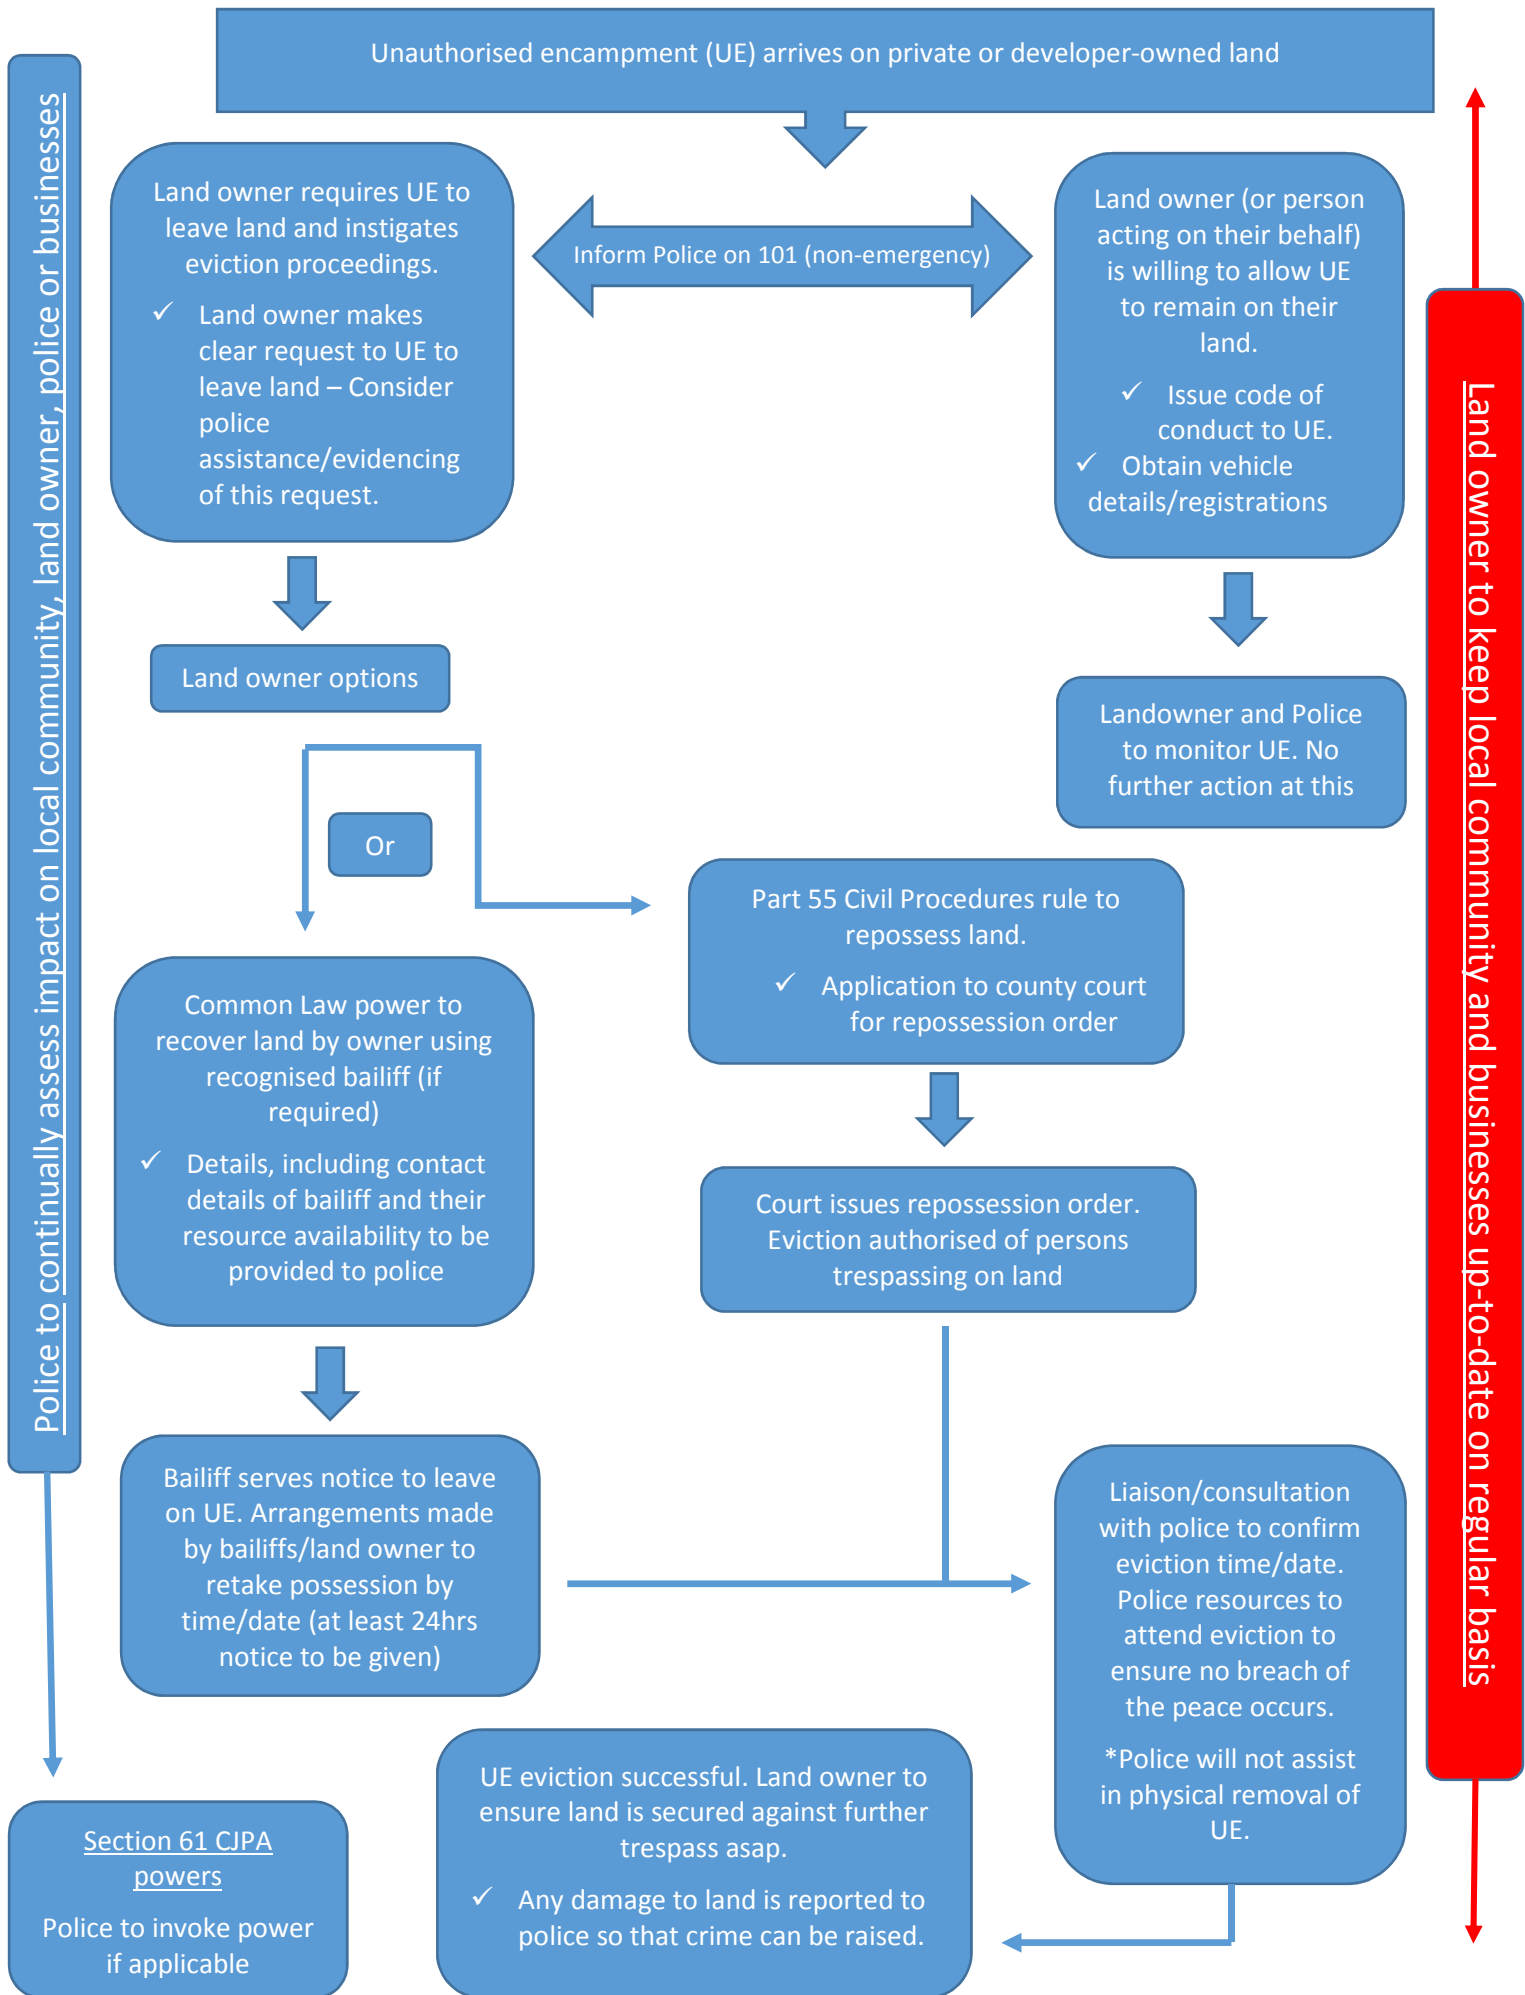 Unauthorised encampment (UE) arrives on private or developer-owned land
Police to continually assess impact on local community, land owner, police or businesses
Land owner requires UE to
leave land and instigates
eviction proceedings.
✓ Land owner makes
clear request to UE to
leave land – Consider
police
assistance/evidencing
of this request.
Inform Police on 101 (non-emergency)
Land owner (or person
acting on their behalf)
is willing to allow UE
to remain on their
land.
✓ Issue code of
conduct to UE.
✓ Obtain vehicle
details/registrations
Land owner to keep local community and businesses up-to-date on regular basis
Land owner options
Landowner and Police
to monitor UE. No
further action at this
Or
Part 55 Civil Procedures rule to
repossess land.
✓ Application to county court
for repossession order
Common Law power to
recover land by owner using
recognised bailiff (if
required)
✓ Details, including contact
details of bailiff and their
resource availability to be
provided to police
Court issues repossession order.
Eviction authorised of persons
trespassing on land
Bailiff serves notice to leave
on UE. Arrangements made
by bailiffs/land owner to
retake possession by
time/date (at least 24hrs
notice to be given)
Liaison/consultation
with police to confirm
eviction time/date.
Police resources to
attend eviction to
ensure no breach of
the peace occurs.
*Police will not assist
in physical removal of
UE.
UE eviction successful. Land owner to
ensure land is secured against further
trespass asap.
✓ Any damage to land is reported to
police so that crime can be raised.
Section 61 CJPA
powers
Police to invoke power
if applicable